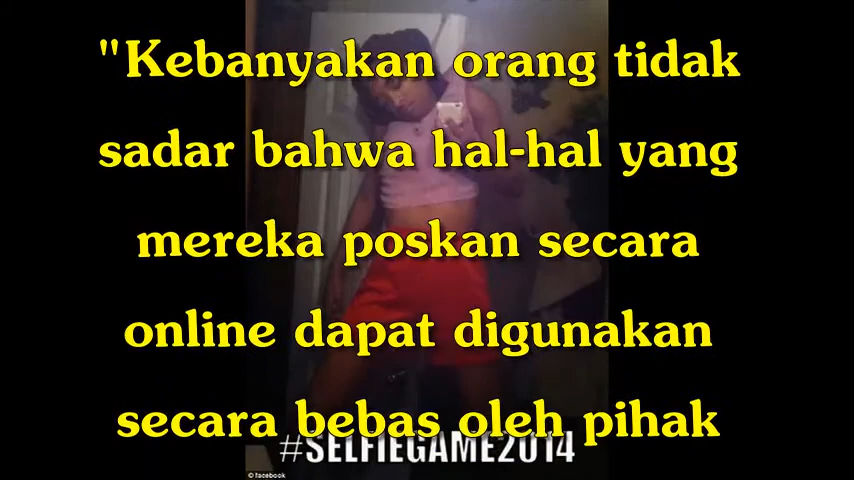 "Kebanyakan orang tidak
sadar bahwa hal-hal yang
mereka poskan secara
online dapat digunakan
secara bebas oleh pihak
#SELFIEGAME2014
© facebook